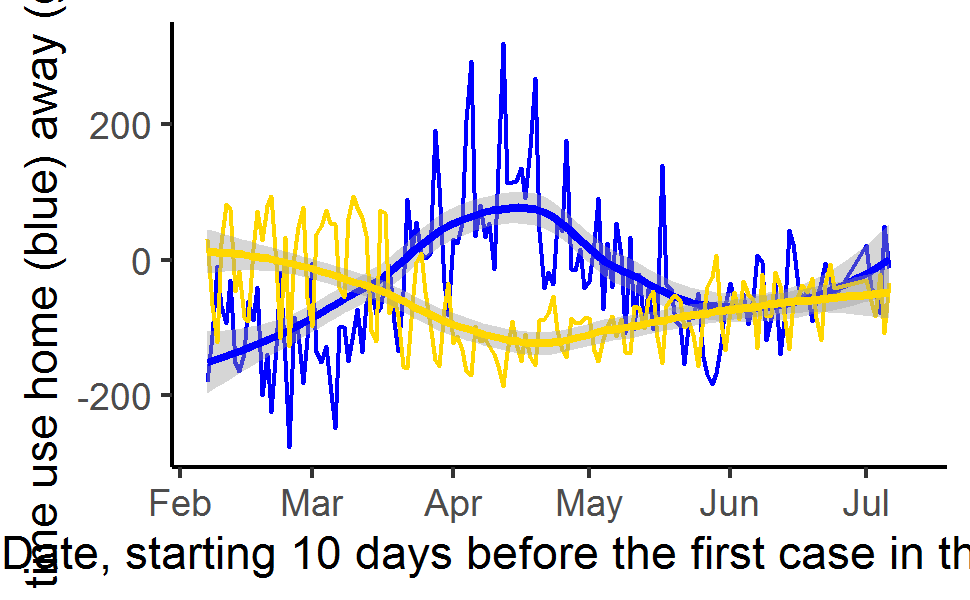 time use home (blue) away (
200
0
-200
Feb Mar Apr May Jun Jul
Date, starting 10 days before the first case in th